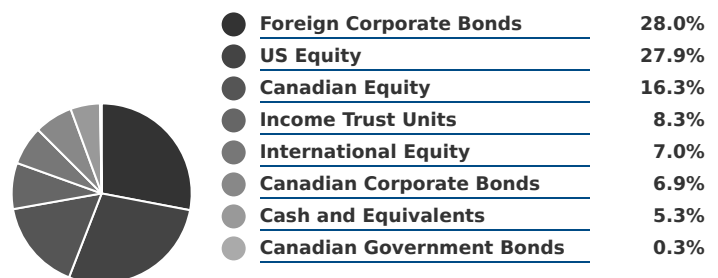 Foreign Corporate Bonds 28.0%
US Equity 27.9%
Canadian Equity 16.3%
Income Trust Units 8.3%
International Equity 7.0%
Canadian Corporate Bonds 6.9%
Cash and Equivalents 5.3%
Canadian Government Bonds 0.3%